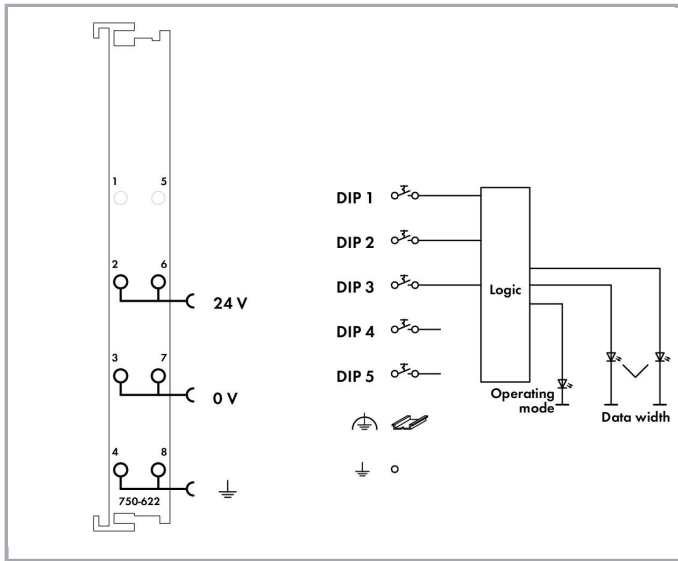 1 5
2 6
24 V
3 7
0 V
4 8
750-622
DIP 1
DIP 2
DIP 3
DIP 4
DIP 5
Logic
Operating
mode
Data width